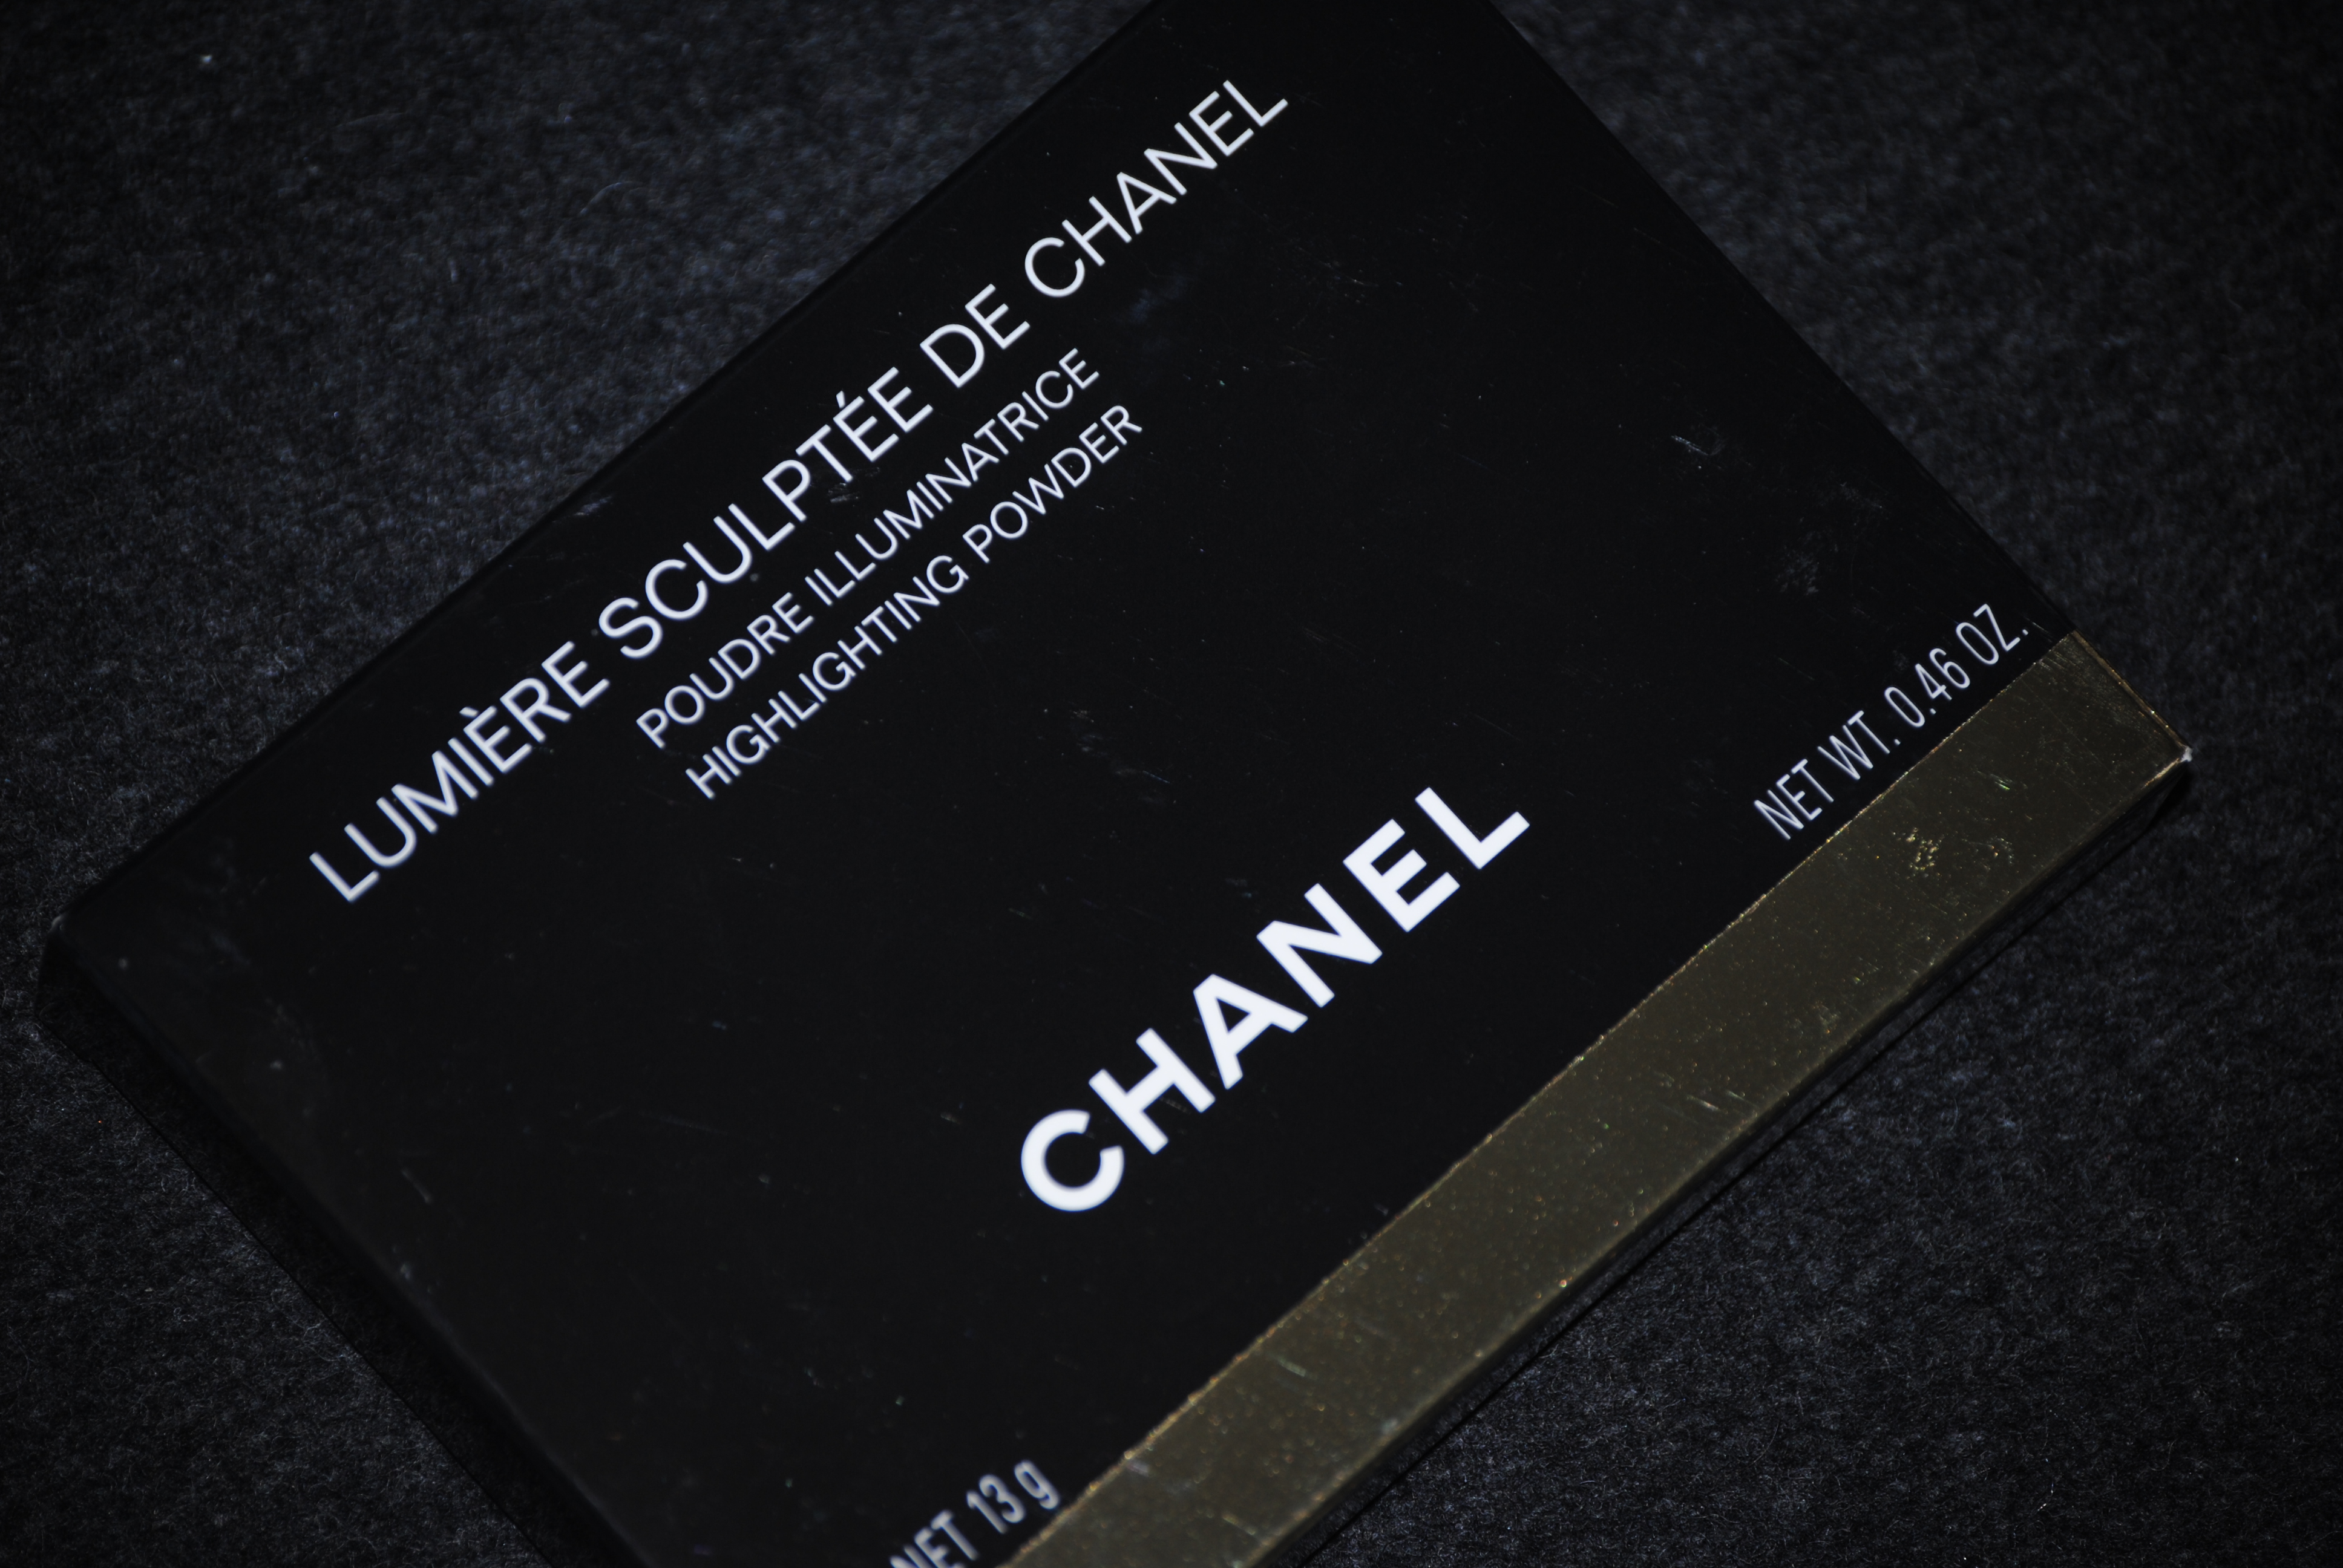 LUMIÈRE SCULPTÉE DE CHANEL
POUDRE ILLUMINATRICE
HIGHLIGHTING POWDER
CHANEL
NET 13 g
NET WT. 0.46 OZ.